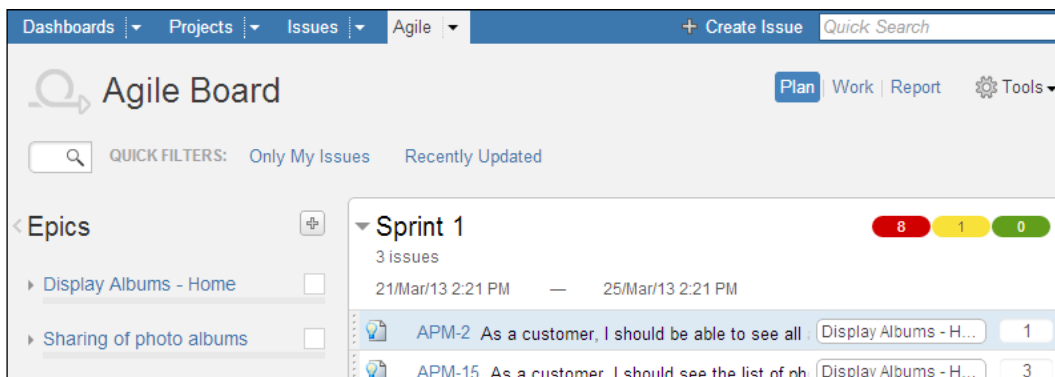 Dashboards Projects Issues Agile + Create Issue Quick Search
Agile Board Plan | Work | Report Tools
QUICK FILTERS: Only My Issues Recently Updated
Epics
Display Albums - Home
Sharing of photo albums
Sprint 1 8 1 0
3 issues
21/Mar/13 2:21 PM — 25/Mar/13 2:21 PM
APM-2 As a customer, I should be able to see all Display Albums - H... 1
APM-15 As a customer, I should see the list of ph Display Albums - H... 3